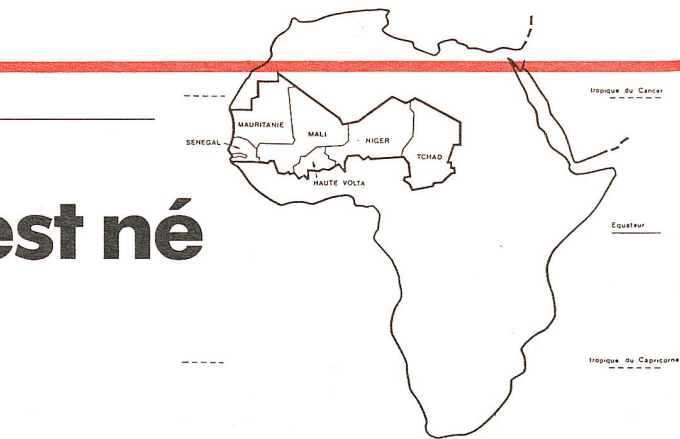 est né
tropique du Cancer
MAURITANIE
MALI
SENEGAL
NIGER
TCHAD
HAUTE VOLTA
Equateur
tropique du Capricorne